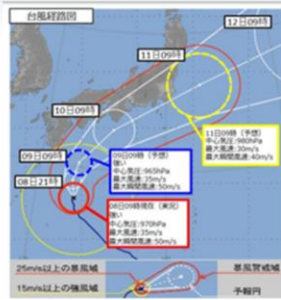 台風経路図
12日09時
11日09時
10日09時
09日09時
08日21時
11日09時(予想)
中心気圧:980hPa
最大風速:30m/s
最大瞬間風速:40m/s
09日09時(予想)
強い
中心気圧:965hPa
最大風速:35m/s
最大瞬間風速:50m/s
08日09時現在(実況)
強い
中心気圧:970hPa
最大風速:35m/s
最大瞬間風速:50m/s
25m/s以上の暴風域
暴風警戒域
15m/s以上の強風域
予報円